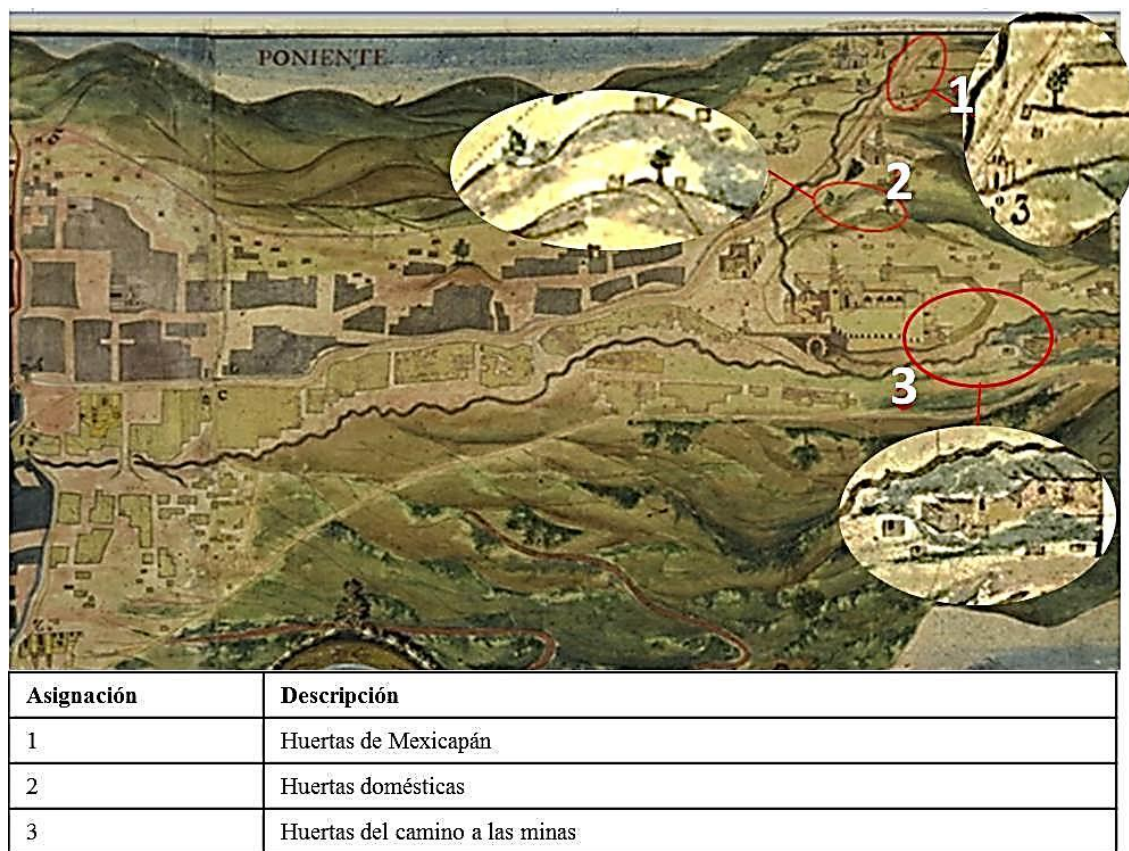 PONIENTE
1
2
3
3
C
Asignación Descripción
1 Huertas de Mexicapán
2 Huertas domésticas
3 Huertas del camino a las minas